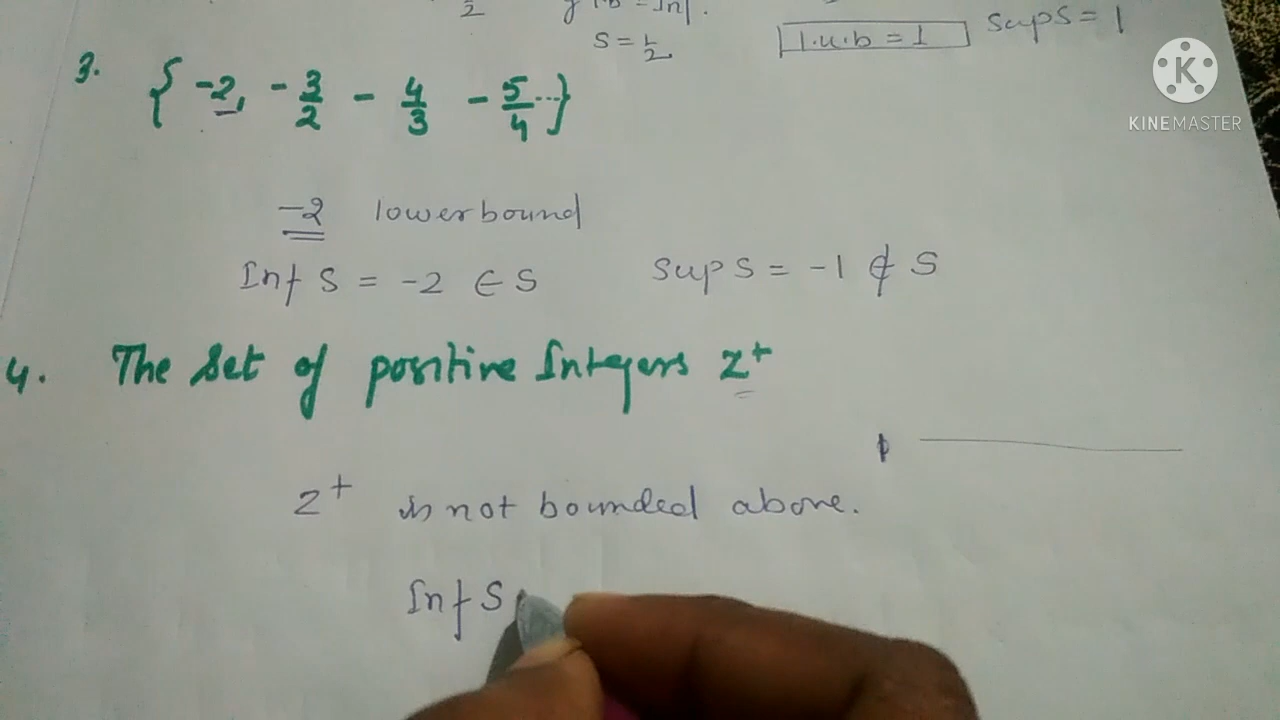 S = 1/2
l.u.b = 1
Sup S = 1
3. { -2, - 3/2 - 4/3 - 5/4 ... }
-2 lowerbound
Inf S = -2 ∈ S
Sup S = -1 ∉ S
4. The set of positive Integers Z+
Z+ is not bounded above.
Inf S
KINEMASTER